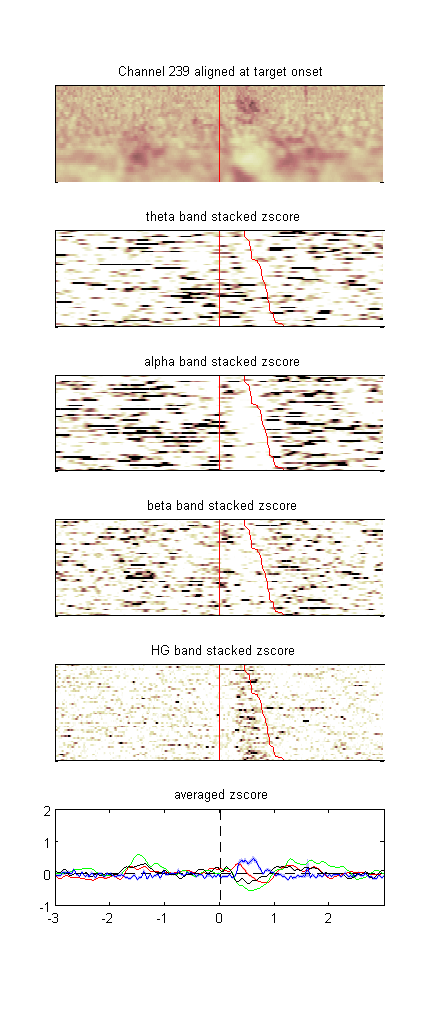 Channel 239 aligned at target onset
theta band stacked zscore
alpha band stacked zscore
beta band stacked zscore
HG band stacked zscore
averaged zscore
2
1
0
-1
-3 -2 -1 0 1 2